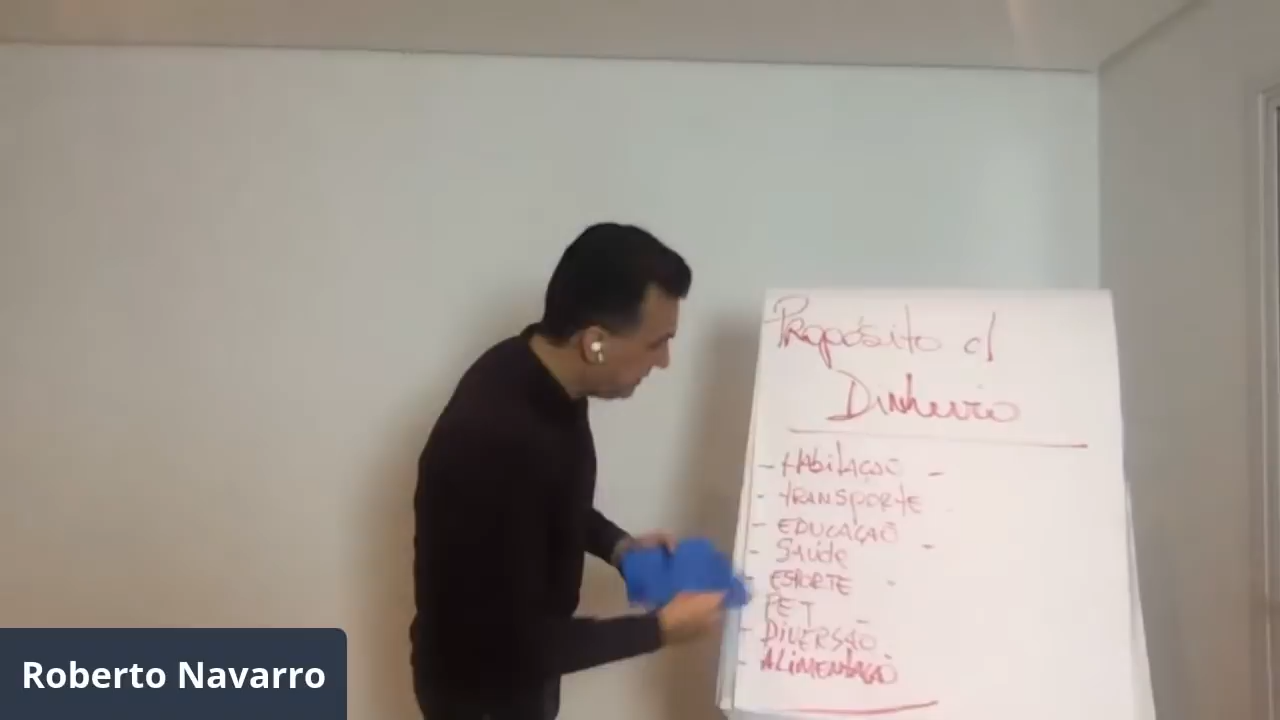 Propósito d
Dinheiro
- Habitação -
- TRANSPORTE
- EDUCAÇÃO
- Saúde -
- ESPORTE -
PET
- DIVERSÃO
- ALIMENTAÇÃO
Roberto Navarro